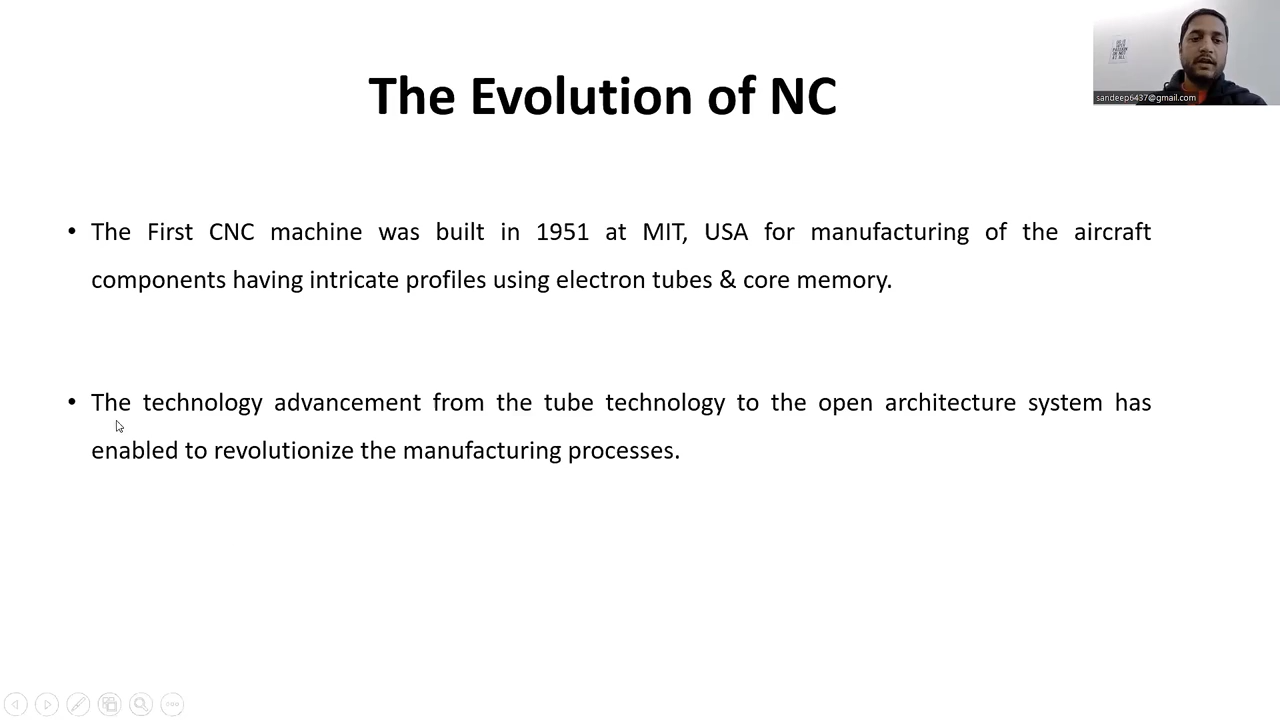 The Evolution of NC
sandeep6437@gmail.com
• The First CNC machine was built in 1951 at MIT, USA for manufacturing of the aircraft
components having intricate profiles using electron tubes & core memory.
• The technology advancement from the tube technology to the open architecture system has
enabled to revolutionize the manufacturing processes.